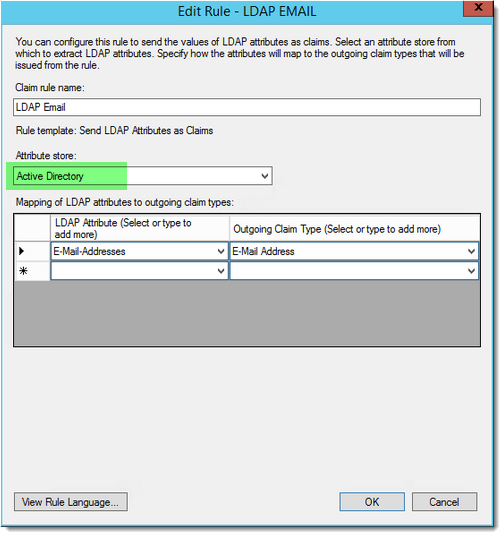 Edit Rule - LDAP EMAIL
x
You can configure this rule to send the values of LDAP attributes as claims. Select an attribute store from
which to extract LDAP attributes. Specify how the attributes will map to the outgoing claim types that will be
issued from the rule.
Claim rule name:
LDAP Email
Rule template: Send LDAP Attributes as Claims
Attribute store:
Active Directory
Mapping of LDAP attributes to outgoing claim types:
LDAP Attribute (Select or type to
add more)
Outgoing Claim Type (Select or type to add more)
E-Mail-Addresses
E-Mail Address
View Rule Language...
OK
Cancel